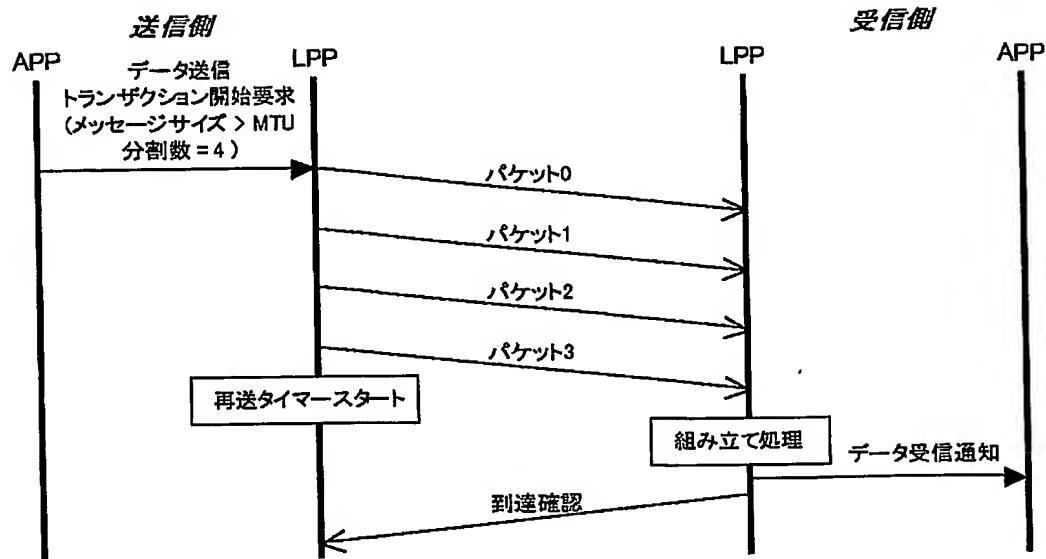 送信側
受信側
APP
LPP
LPP
APP
データ送信
トランザクション開始要求
(メッセージサイズ > MTU
分割数=4)
パケット0
パケット1
パケット2
パケット3
再送タイマースタート
組み立て処理
データ受信通知
到達確認